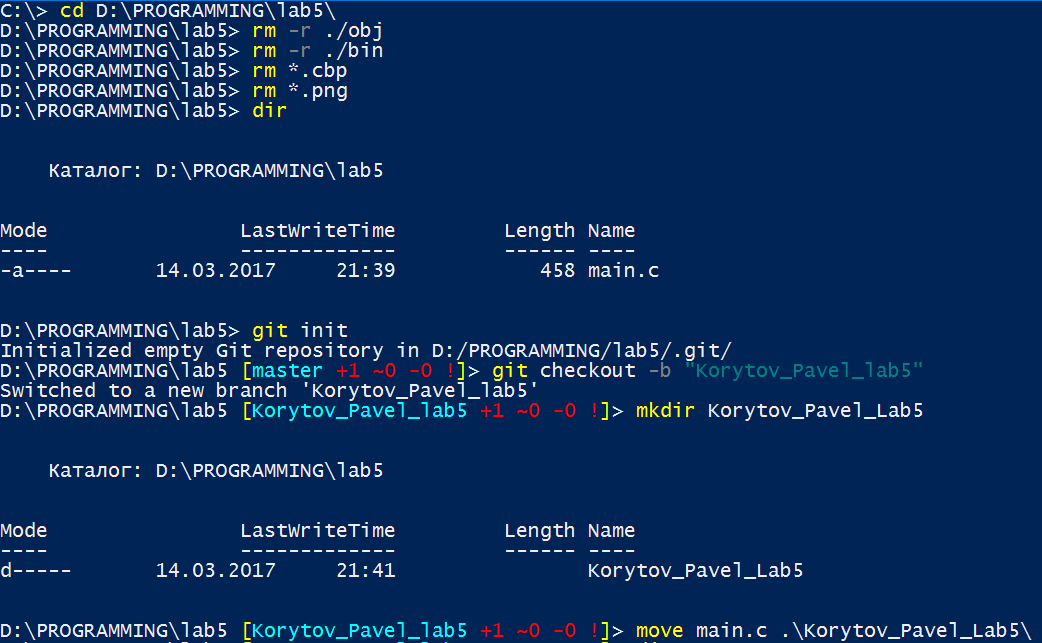 C:\> cd D:\PROGRAMMING\lab5\
D:\PROGRAMMING\lab5> rm -r ./obj
D:\PROGRAMMING\lab5> rm -r ./bin
D:\PROGRAMMING\lab5> rm *.cbp
D:\PROGRAMMING\lab5> rm *.png
D:\PROGRAMMING\lab5> dir
Каталог: D:\PROGRAMMING\lab5
Mode LastWriteTime Length Name
---- ------------- ------ ----
-a---- 14.03.2017 21:39 458 main.c
D:\PROGRAMMING\lab5> git init
Initialized empty Git repository in D:/PROGRAMMING/lab5/.git/
D:\PROGRAMMING\lab5 [master +1 ~0 -0 !]> git checkout -b "Korytov_Pavel_lab5"
Switched to a new branch 'Korytov_Pavel_lab5'
D:\PROGRAMMING\lab5 [Korytov_Pavel_lab5 +1 ~0 -0 !]> mkdir Korytov_Pavel_Lab5
Каталог: D:\PROGRAMMING\lab5
Mode LastWriteTime Length Name
---- ------------- ------ ----
d----- 14.03.2017 21:41 Korytov_Pavel_Lab5
D:\PROGRAMMING\lab5 [Korytov_Pavel_lab5 +1 ~0 -0 !]> move main.c .\Korytov_Pavel_Lab5\